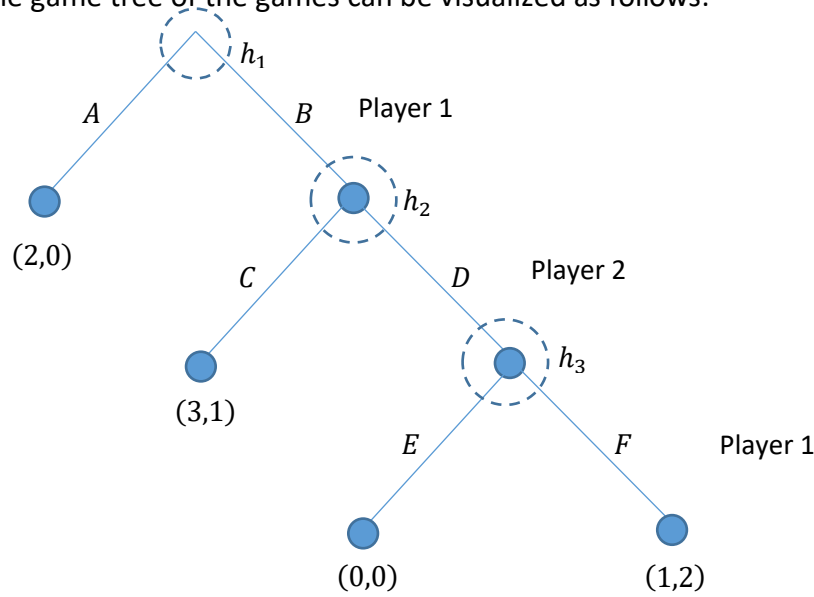 he game tree of the games can be visualized as follows:
h₁
A
B
Player 1
h₂
(2,0)
C
D
Player 2
h₃
(3,1)
E
F
Player 1
(0,0)
(1,2)